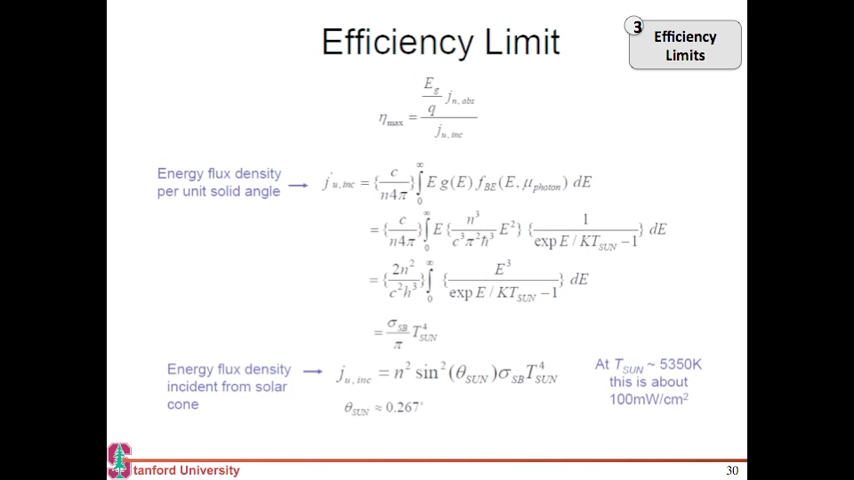 Efficiency Limit
3
Efficiency
Limits
η_max = (E_g/q j_n,abs) / j_u,inc
Energy flux density
per unit solid angle → j'_u,inc = {c/n4π} ∫_0^∞ E g(E) f_BE (E, μ_photon) dE
= {c/n4π} ∫_0^∞ E {n³/c³π²ħ³ E²} {1/exp E / KT_SUN −1} dE
= {2n²/c²h³} ∫_0^∞ {E³/exp E / KT_SUN −1} dE
= σ_SB/π T⁴_SUN
Energy flux density
incident from solar
cone → j_u,inc = n² sin² (θ_SUN) σ_SB T⁴_SUN
θ_SUN ≈ 0.267°
At T_SUN ~ 5350K
this is about
100mW/cm²
Stanford University
30